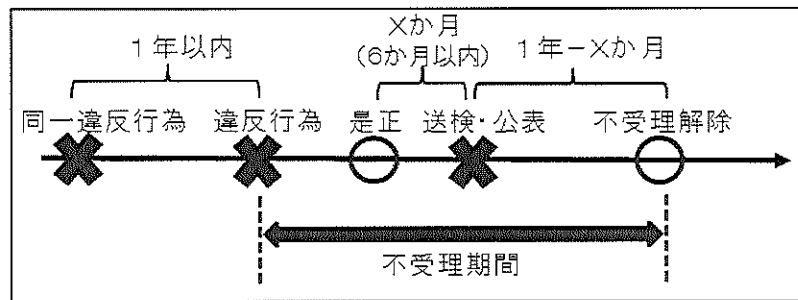 Xか月
(6か月以内)
1年以内
1年－Xか月
同一違反行為
違反行為
是正
送検・公表
不受理解除
不受理期間